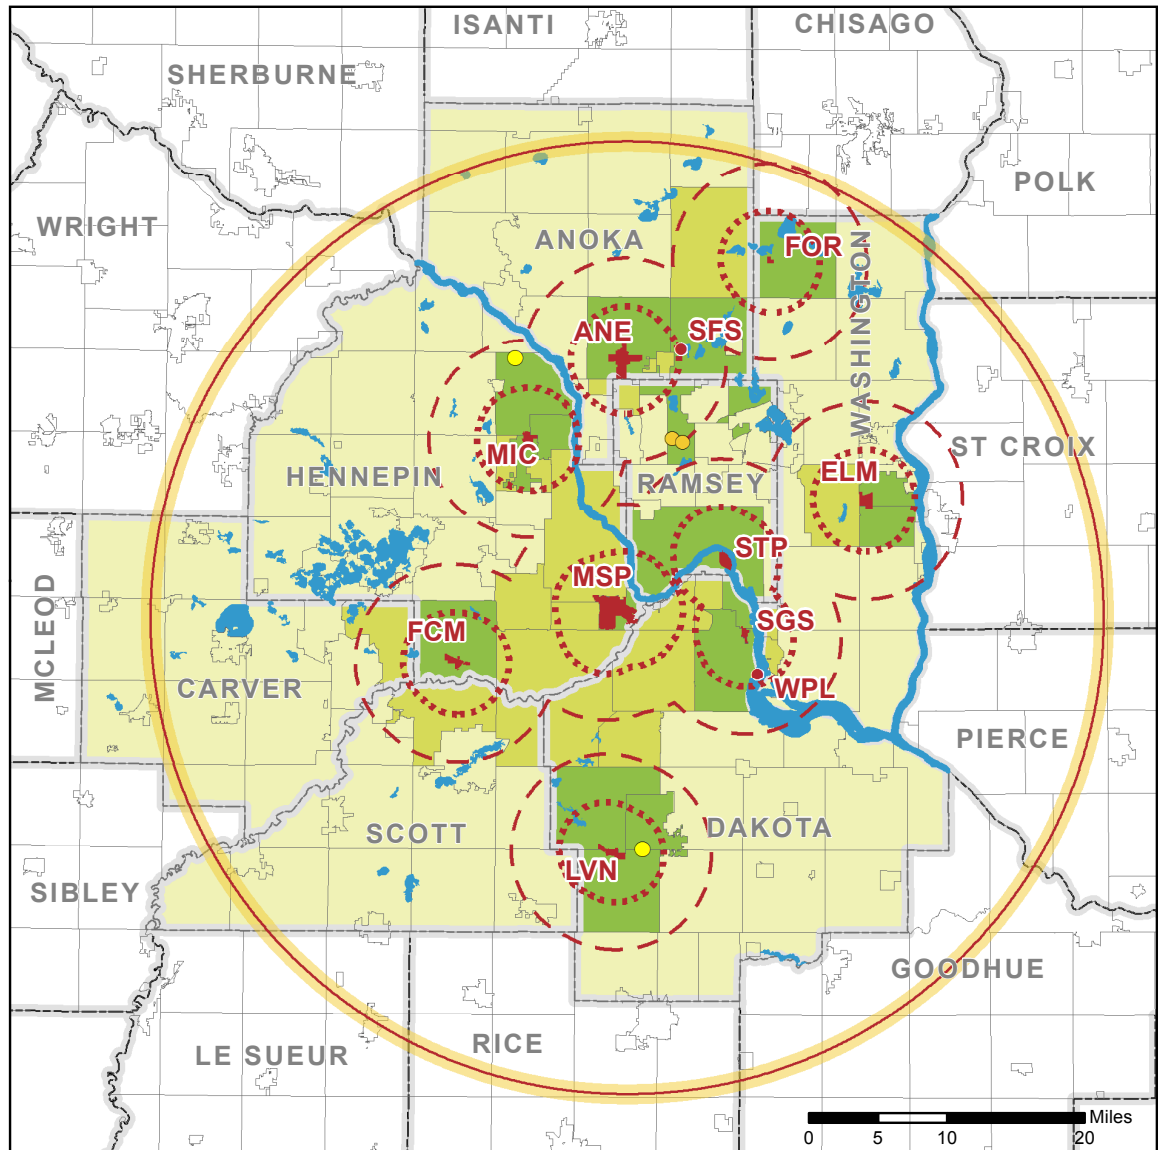 ISANTI
CHISAGO
SHERBURNE
POLK
WRIGHT
ANOKA
FOR
WASHINGTON
ANE
SFS
MIC
ST CROIX
HENNEPIN
RAMSEY
ELM
STP
MSP
MCLEOD
FCM
SGS
CARVER
WPL
PIERCE
SCOTT
DAKOTA
LVN
SIBLEY
GOODHUE
RICE
LE SUEUR
Miles
0 5 10 20